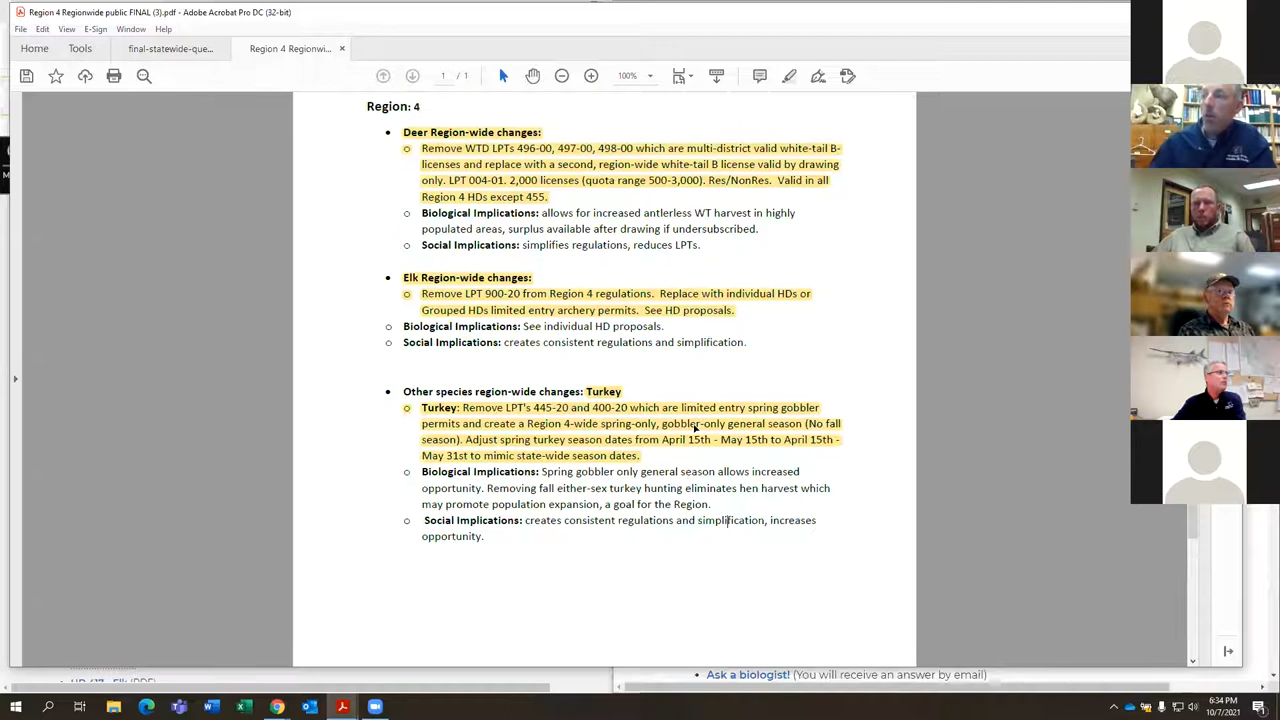 Region 4 Regionwide public FINAL (3).pdf - Adobe Acrobat Pro DC (32-bit)
File Edit View E-Sign Window Help
Home Tools final-statewide-que... Region 4 Regionwi... ×
1 / 1 100%
Region: 4
• Deer Region-wide changes:
o Remove WTD LPTs 496-00, 497-00, 498-00 which are multi-district valid white-tail B-
licenses and replace with a second, region-wide white-tail B license valid by drawing
only. LPT 004-01. 2,000 licenses (quota range 500-3,000). Res/NonRes. Valid in all
Region 4 HDs except 455.
o Biological Implications: allows for increased antlerless WT harvest in highly
populated areas, surplus available after drawing if undersubscribed.
o Social Implications: simplifies regulations, reduces LPTs.
• Elk Region-wide changes:
o Remove LPT 900-20 from Region 4 regulations. Replace with individual HDs or
Grouped HDs limited entry archery permits. See HD proposals.
o Biological Implications: See individual HD proposals.
o Social Implications: creates consistent regulations and simplification.
• Other species region-wide changes: Turkey
o Turkey: Remove LPT's 445-20 and 400-20 which are limited entry spring gobbler
permits and create a Region 4-wide spring-only, gobbler-only general season (No fall
season). Adjust spring turkey season dates from April 15th - May 15th to April 15th -
May 31st to mimic state-wide season dates.
o Biological Implications: Spring gobbler only general season allows increased
opportunity. Removing fall either-sex turkey hunting eliminates hen harvest which
may promote population expansion, a goal for the Region.
o Social Implications: creates consistent regulations and simplification, increases
opportunity.
• Ask a biologist! (You will receive an answer by email)
6:34 PM
10/7/2021